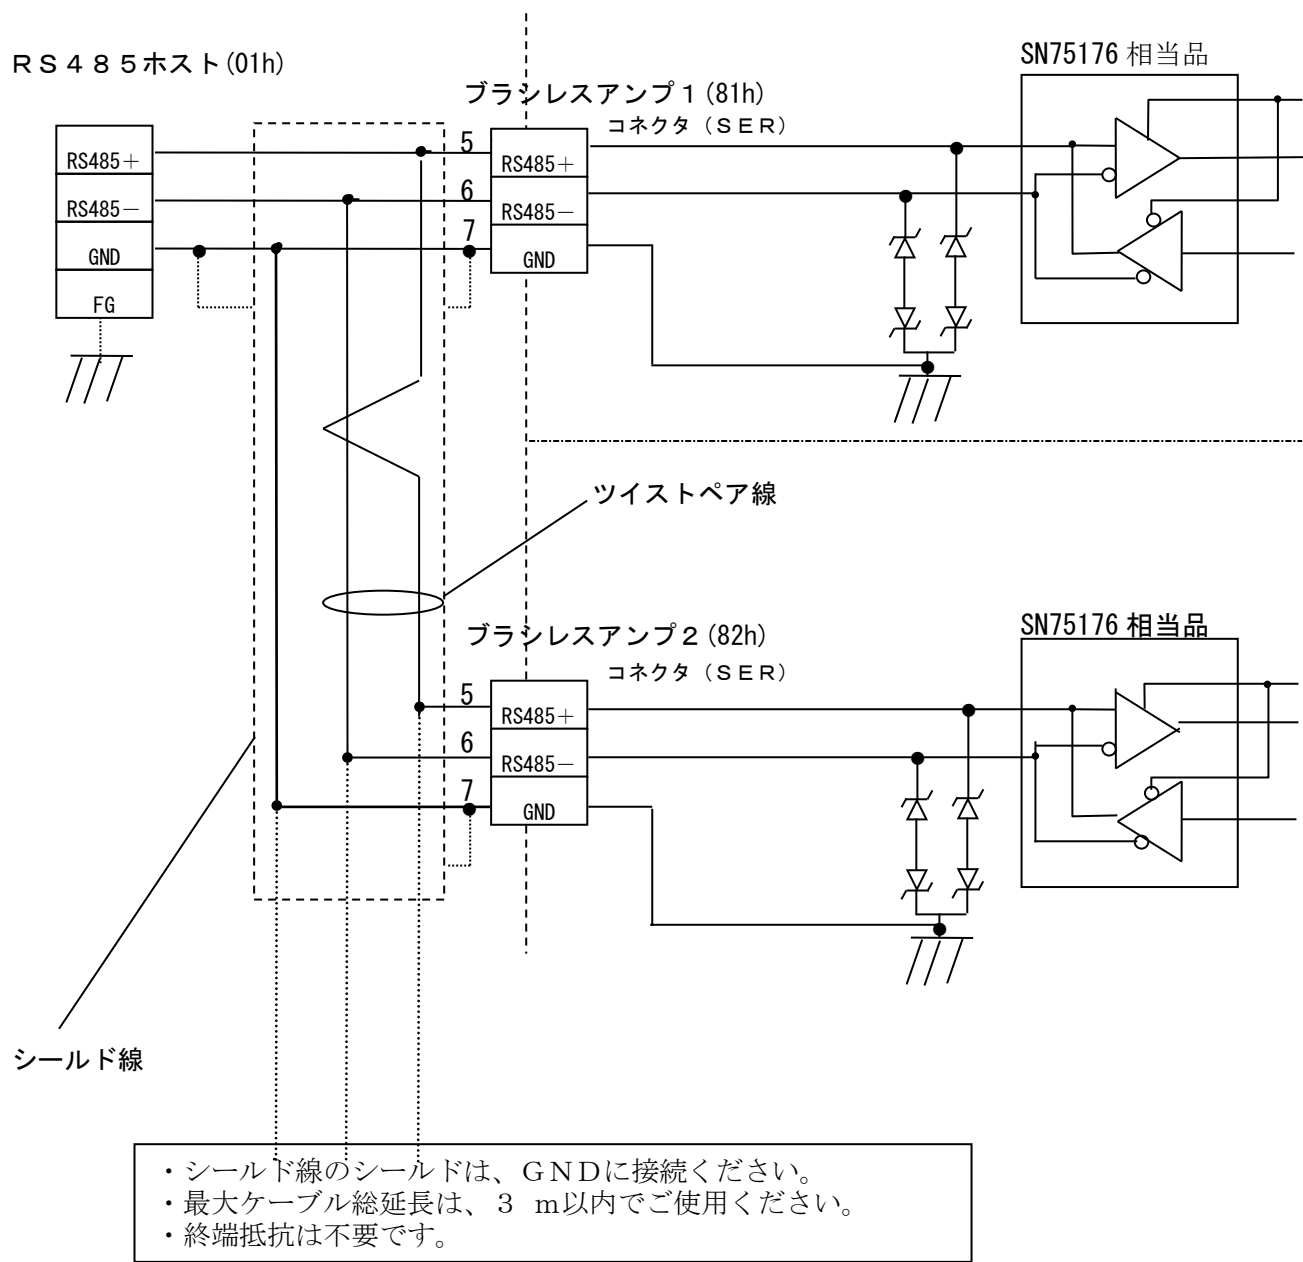 RS485ホスト(01h)
SN75176 相当品
ブラシレスアンプ1(81h)
コネクタ(SER)
RS485+
RS485−
GND
FG
5
6
7
RS485+
RS485−
GND
ツイストペア線
ブラシレスアンプ2(82h)
コネクタ(SER)
SN75176 相当品
5
6
7
RS485+
RS485−
GND
シールド線
・シールド線のシールドは、GNDに接続ください。
・最大ケーブル総延長は、3 m以内でご使用ください。
・終端抵抗は不要です。